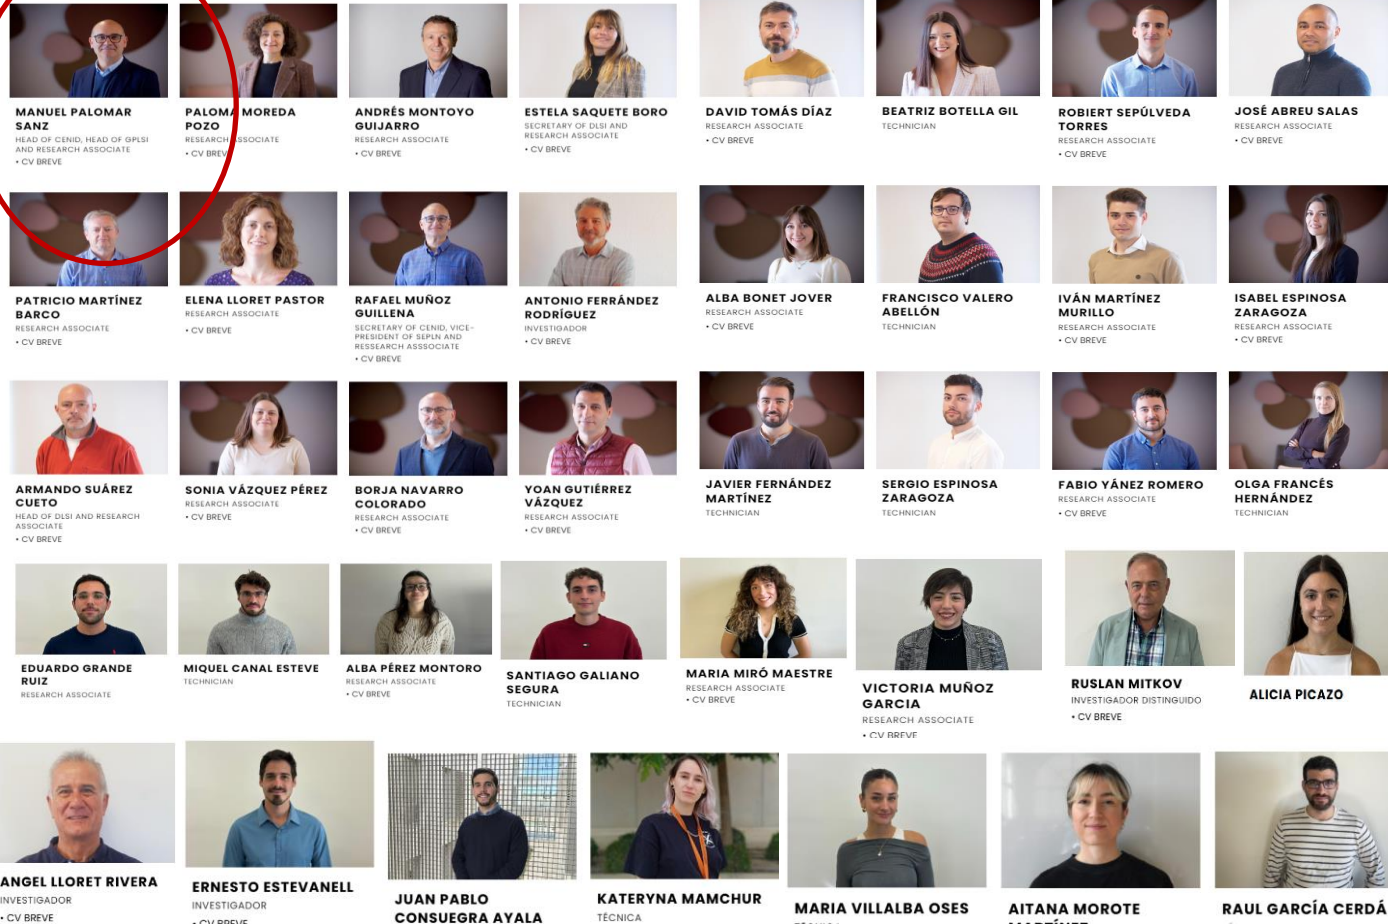 MANUEL PALOMAR
SANZ
HEAD OF CENID, HEAD OF GPLSI
AND RESEARCH ASSOCIATE
• CV BREVE
PALOMA MOREDA
POZO
RESEARCH ASSOCIATE
• CV BREVE
ANDRÉS MONTOYO
GUIJARRO
RESEARCH ASSOCIATE
• CV BREVE
ESTELA SAQUETE BORO
SECRETARY OF DLSI AND
RESEARCH ASSOCIATE
• CV BREVE
DAVID TOMÁS DÍAZ
RESEARCH ASSOCIATE
• CV BREVE
BEATRIZ BOTELLA GIL
TECHNICIAN
ROBIERT SEPÚLVEDA
TORRES
RESEARCH ASSOCIATE
• CV BREVE
JOSÉ ABREU SALAS
RESEARCH ASSOCIATE
• CV BREVE
PATRICIO MARTÍNEZ
BARCO
RESEARCH ASSOCIATE
• CV BREVE
ELENA LLORET PASTOR
RESEARCH ASSOCIATE
• CV BREVE
RAFAEL MUÑOZ
GUILLENA
SECRETARY OF CENID, VICE-
PRESIDENT OF SEPLN AND
RESSEARCH ASSSOCIATE
• CV BREVE
ANTONIO FERRÁNDEZ
RODRÍGUEZ
INVESTIGADOR
• CV BREVE
ALBA BONET JOVER
RESEARCH ASSOCIATE
• CV BREVE
FRANCISCO VALERO
ABELLÓN
TECHNICIAN
IVÁN MARTÍNEZ
MURILLO
RESEARCH ASSOCIATE
• CV BREVE
ISABEL ESPINOSA
ZARAGOZA
RESEARCH ASSOCIATE
• CV BREVE
ARMANDO SUÁREZ
CUETO
HEAD OF DLSI AND RESEARCH
ASSOCIATE
• CV BREVE
SONIA VÁZQUEZ PÉREZ
RESEARCH ASSOCIATE
• CV BREVE
BORJA NAVARRO
COLORADO
RESEARCH ASSOCIATE
• CV BREVE
YOAN GUTIÉRREZ
VÁZQUEZ
RESEARCH ASSOCIATE
• CV BREVE
JAVIER FERNÁNDEZ
MARTÍNEZ
TECHNICIAN
SERGIO ESPINOSA
ZARAGOZA
TECHNICIAN
FABIO YÁNEZ ROMERO
RESEARCH ASSOCIATE
• CV BREVE
OLGA FRANCÉS
HERNÁNDEZ
TECHNICIAN
EDUARDO GRANDE
RUIZ
RESEARCH ASSOCIATE
MIQUEL CANAL ESTEVE
TECHNICIAN
ALBA PÉREZ MONTORO
RESEARCH ASSOCIATE
• CV BREVE
SANTIAGO GALIANO
SEGURA
TECHNICIAN
MARIA MIRÓ MAESTRE
RESEARCH ASSOCIATE
• CV BREVE
VICTORIA MUÑOZ
GARCIA
RESEARCH ASSOCIATE
• CV BREVE
RUSLAN MITKOV
INVESTIGADOR DISTINGUIDO
• CV BREVE
ALICIA PICAZO
ANGEL LLORET RIVERA
INVESTIGADOR
• CV BREVE
ERNESTO ESTEVANELL
INVESTIGADOR
• CV BREVE
JUAN PABLO
CONSUEGRA AYALA
KATERYNA MAMCHUR
TÉCNICA
MARIA VILLALBA OSES
AITANA MOROTE
MARTÍNEZ
RAUL GARCÍA CERDÁ